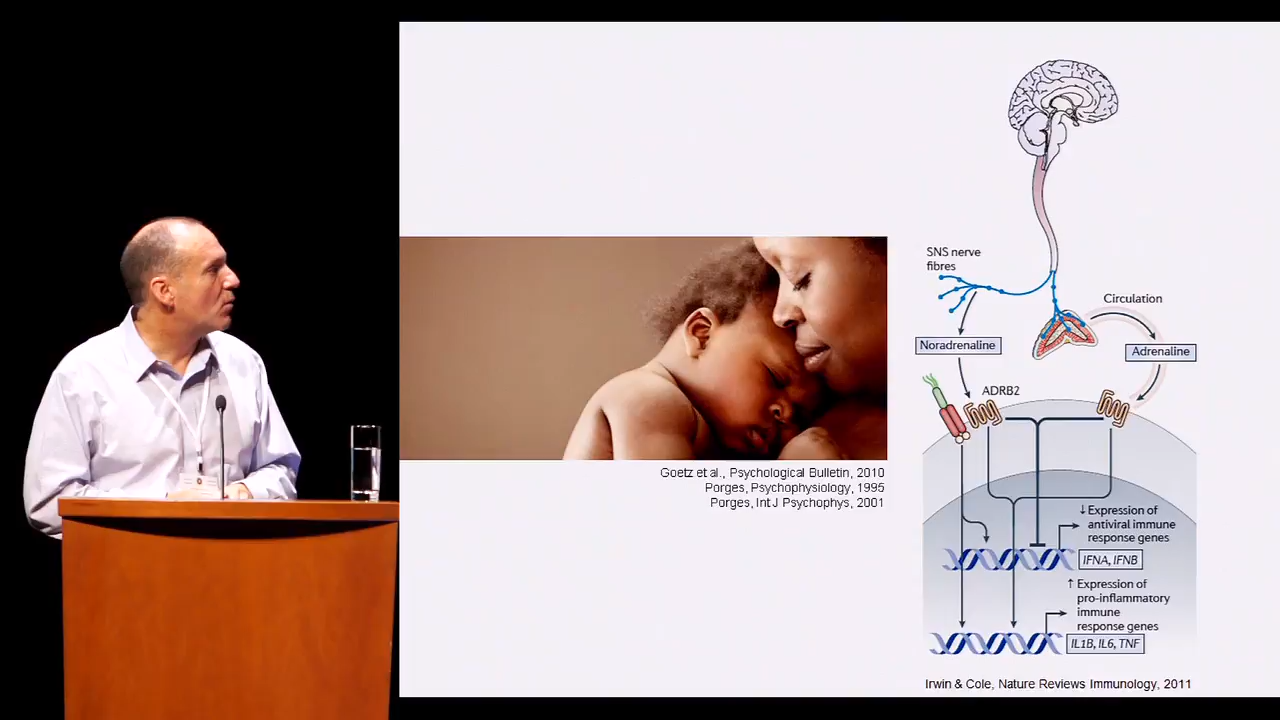 Goetz et al., Psychological Bulletin, 2010
Porges, Psychophysiology, 1995
Porges, Int J Psychophys, 2001
SNS nerve
fibres
Circulation
Noradrenaline
Adrenaline
ADRB2
↓ Expression of
antiviral immune
response genes
IFNA, IFNB
↑ Expression of
pro-inflammatory
immune
response genes
IL1B, IL6, TNF
Irwin & Cole, Nature Reviews Immunology, 2011